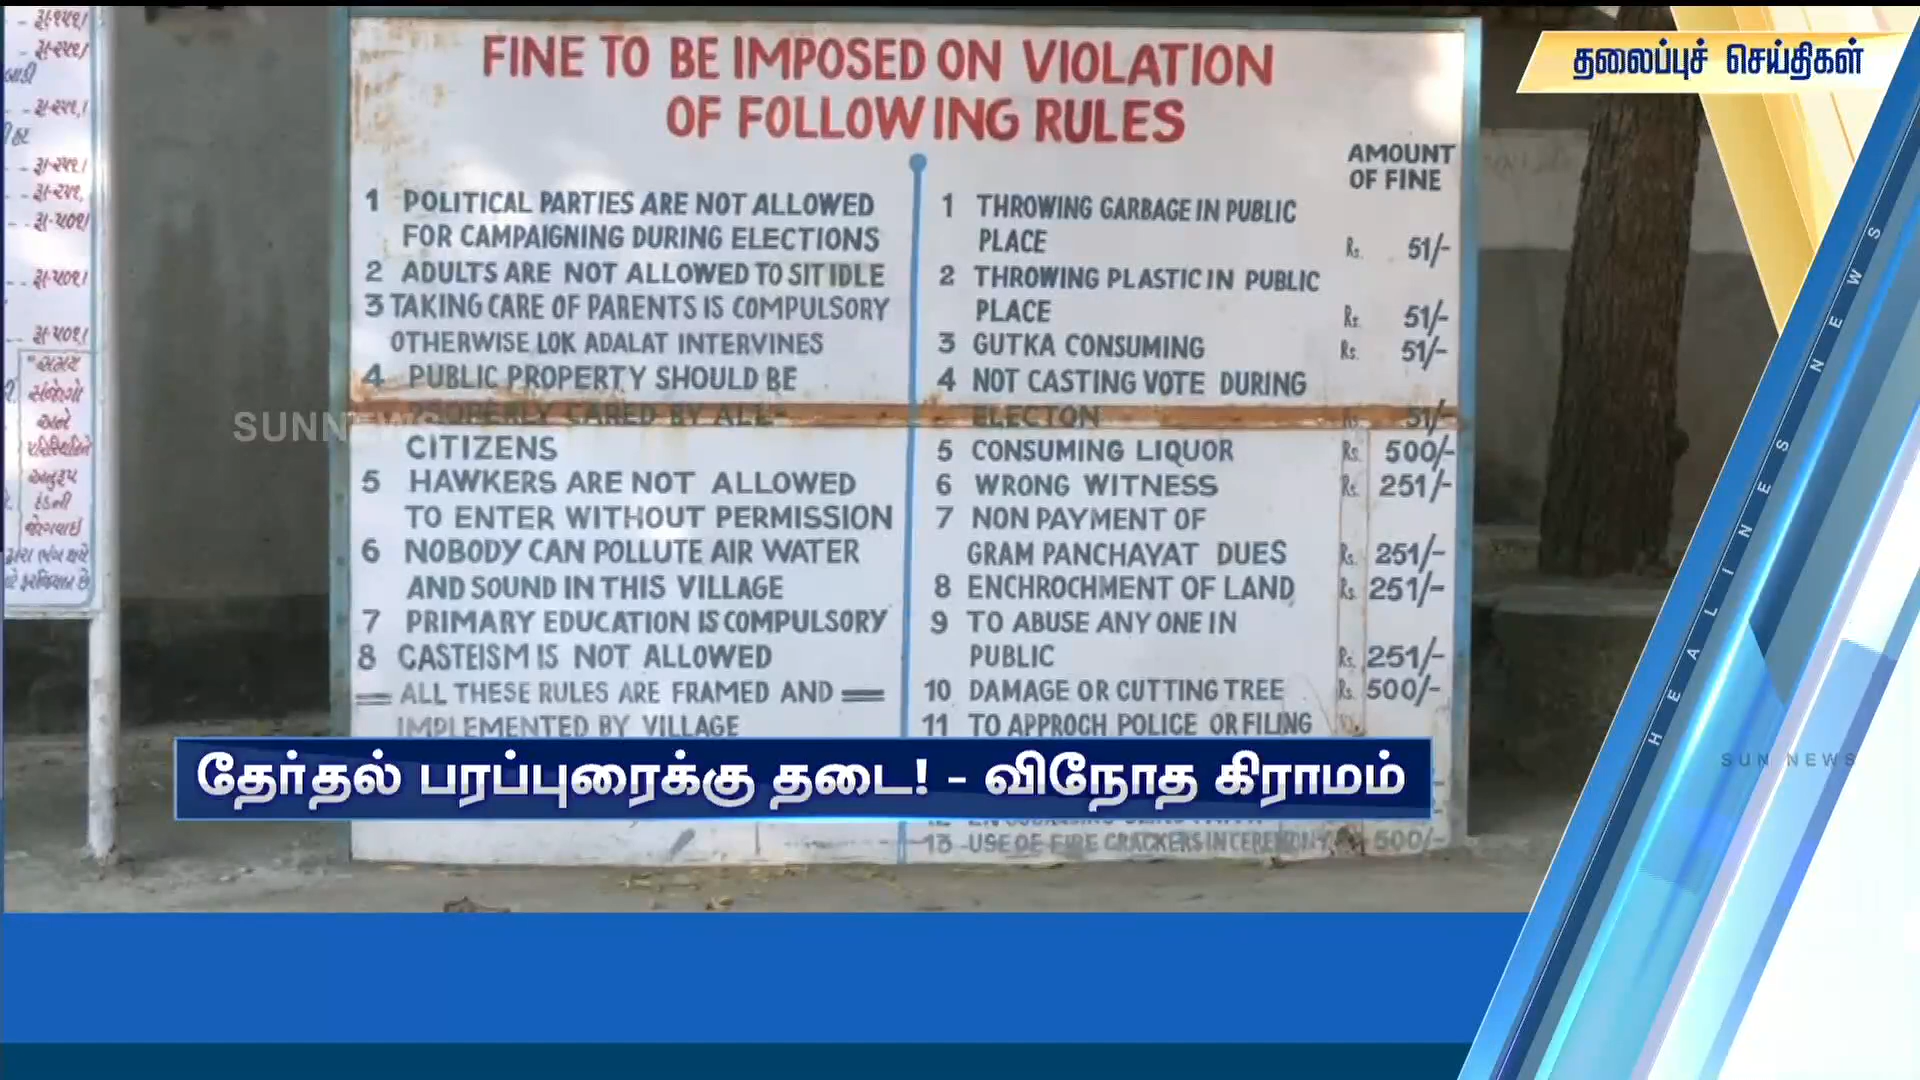 தலைப்புச் செய்திகள்
FINE TO BE IMPOSED ON VIOLATION
OF FOLLOWING RULES
1 POLITICAL PARTIES ARE NOT ALLOWED
FOR CAMPAIGNING DURING ELECTIONS
2 ADULTS ARE NOT ALLOWED TO SIT IDLE
3 TAKING CARE OF PARENTS IS COMPULSORY
OTHERWISE LOK ADALAT INTERVINES
4 PUBLIC PROPERTY SHOULD BE
PROPERLY CARED BY ALL
CITIZENS
5 HAWKERS ARE NOT ALLOWED
TO ENTER WITHOUT PERMISSION
6 NOBODY CAN POLLUTE AIR WATER
AND SOUND IN THIS VILLAGE
7 PRIMARY EDUCATION IS COMPULSORY
8 CASTEISM IS NOT ALLOWED
ALL THESE RULES ARE FRAMED AND
IMPLEMENTED BY VILLAGE
AMOUNT
OF FINE
1 THROWING GARBAGE IN PUBLIC
PLACE Rs. 51/-
2 THROWING PLASTIC IN PUBLIC
PLACE Rs. 51/-
3 GUTKA CONSUMING Rs. 51/-
4 NOT CASTING VOTE DURING
ELECTON Rs. 51/-
5 CONSUMING LIQUOR Rs. 500/-
6 WRONG WITNESS Rs. 251/-
7 NON PAYMENT OF
GRAM PANCHAYAT DUES Rs. 251/-
8 ENCHROCHMENT OF LAND Rs. 251/-
9 TO ABUSE ANY ONE IN
PUBLIC Rs. 251/-
10 DAMAGE OR CUTTING TREE Rs. 500/-
11 TO APPROCH POLICE OR FILING
13 USE OF FIRE CRACKERS IN CEREMONY 500/-
தேர்தல் பரப்புரைக்கு தடை! - விநோத கிராமம்
SUN NEWS
HEADLINES NEWS
SUN NEWS